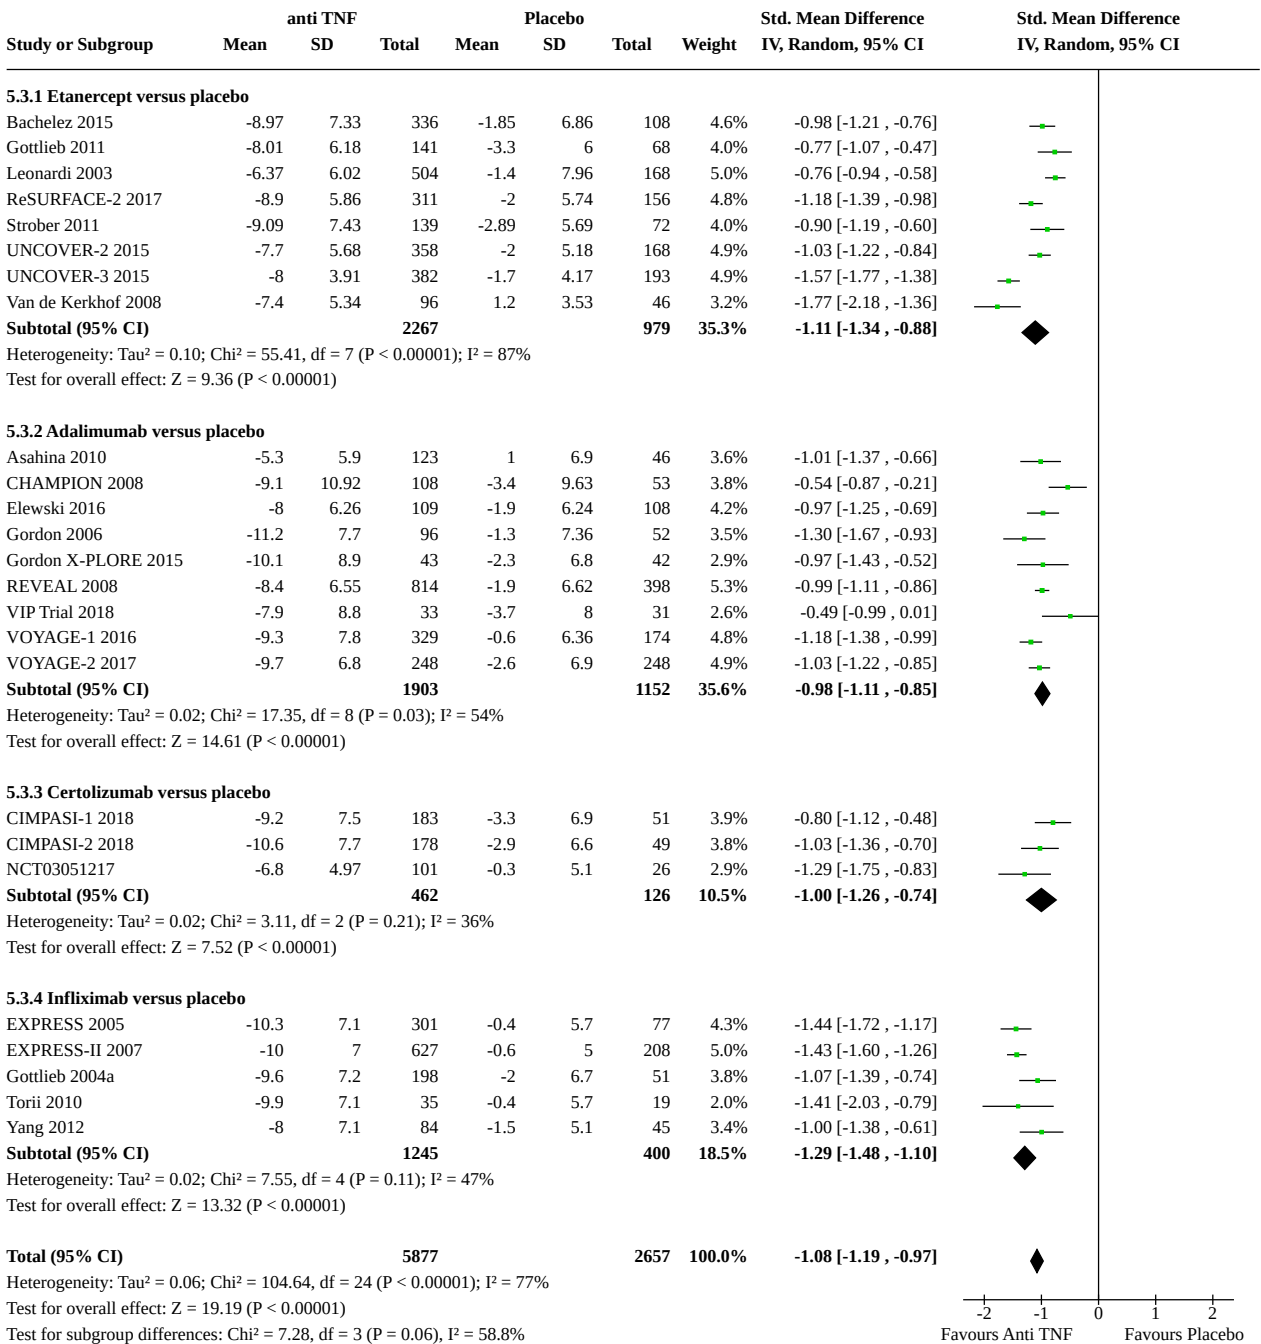 anti TNF Placebo Std. Mean Difference Std. Mean Difference
Study or Subgroup Mean SD Total Mean SD Total Weight IV, Random, 95% CI IV, Random, 95% CI
5.3.1 Etanercept versus placebo
Bachelez 2015 -8.97 7.33 336 -1.85 6.86 108 4.6% -0.98 [-1.21 , -0.76]
Gottlieb 2011 -8.01 6.18 141 -3.3 6 68 4.0% -0.77 [-1.07 , -0.47]
Leonardi 2003 -6.37 6.02 504 -1.4 7.96 168 5.0% -0.76 [-0.94 , -0.58]
ReSURFACE-2 2017 -8.9 5.86 311 -2 5.74 156 4.8% -1.18 [-1.39 , -0.98]
Strober 2011 -9.09 7.43 139 -2.89 5.69 72 4.0% -0.90 [-1.19 , -0.60]
UNCOVER-2 2015 -7.7 5.68 358 -2 5.18 168 4.9% -1.03 [-1.22 , -0.84]
UNCOVER-3 2015 -8 3.91 382 -1.7 4.17 193 4.9% -1.57 [-1.77 , -1.38]
Van de Kerkhof 2008 -7.4 5.34 96 1.2 3.53 46 3.2% -1.77 [-2.18 , -1.36]
Subtotal (95% CI) 2267 979 35.3% -1.11 [-1.34 , -0.88]
Heterogeneity: Tau² = 0.10; Chi² = 55.41, df = 7 (P < 0.00001); I² = 87%
Test for overall effect: Z = 9.36 (P < 0.00001)
5.3.2 Adalimumab versus placebo
Asahina 2010 -5.3 5.9 123 1 6.9 46 3.6% -1.01 [-1.37 , -0.66]
CHAMPION 2008 -9.1 10.92 108 -3.4 9.63 53 3.8% -0.54 [-0.87 , -0.21]
Elewski 2016 -8 6.26 109 -1.9 6.24 108 4.2% -0.97 [-1.25 , -0.69]
Gordon 2006 -11.2 7.7 96 -1.3 7.36 52 3.5% -1.30 [-1.67 , -0.93]
Gordon X-PLORE 2015 -10.1 8.9 43 -2.3 6.8 42 2.9% -0.97 [-1.43 , -0.52]
REVEAL 2008 -8.4 6.55 814 -1.9 6.62 398 5.3% -0.99 [-1.11 , -0.86]
VIP Trial 2018 -7.9 8.8 33 -3.7 8 31 2.6% -0.49 [-0.99 , 0.01]
VOYAGE-1 2016 -9.3 7.8 329 -0.6 6.36 174 4.8% -1.18 [-1.38 , -0.99]
VOYAGE-2 2017 -9.7 6.8 248 -2.6 6.9 248 4.9% -1.03 [-1.22 , -0.85]
Subtotal (95% CI) 1903 1152 35.6% -0.98 [-1.11 , -0.85]
Heterogeneity: Tau² = 0.02; Chi² = 17.35, df = 8 (P = 0.03); I² = 54%
Test for overall effect: Z = 14.61 (P < 0.00001)
5.3.3 Certolizumab versus placebo
CIMPASI-1 2018 -9.2 7.5 183 -3.3 6.9 51 3.9% -0.80 [-1.12 , -0.48]
CIMPASI-2 2018 -10.6 7.7 178 -2.9 6.6 49 3.8% -1.03 [-1.36 , -0.70]
NCT03051217 -6.8 4.97 101 -0.3 5.1 26 2.9% -1.29 [-1.75 , -0.83]
Subtotal (95% CI) 462 126 10.5% -1.00 [-1.26 , -0.74]
Heterogeneity: Tau² = 0.02; Chi² = 3.11, df = 2 (P = 0.21); I² = 36%
Test for overall effect: Z = 7.52 (P < 0.00001)
5.3.4 Infliximab versus placebo
EXPRESS 2005 -10.3 7.1 301 -0.4 5.7 77 4.3% -1.44 [-1.72 , -1.17]
EXPRESS-II 2007 -10 7 627 -0.6 5 208 5.0% -1.43 [-1.60 , -1.26]
Gottlieb 2004a -9.6 7.2 198 -2 6.7 51 3.8% -1.07 [-1.39 , -0.74]
Torii 2010 -9.9 7.1 35 -0.4 5.7 19 2.0% -1.41 [-2.03 , -0.79]
Yang 2012 -8 7.1 84 -1.5 5.1 45 3.4% -1.00 [-1.38 , -0.61]
Subtotal (95% CI) 1245 400 18.5% -1.29 [-1.48 , -1.10]
Heterogeneity: Tau² = 0.02; Chi² = 7.55, df = 4 (P = 0.11); I² = 47%
Test for overall effect: Z = 13.32 (P < 0.00001)
Total (95% CI) 5877 2657 100.0% -1.08 [-1.19 , -0.97]
Heterogeneity: Tau² = 0.06; Chi² = 104.64, df = 24 (P < 0.00001); I² = 77%
Test for overall effect: Z = 19.19 (P < 0.00001) -2 -1 0 1 2
Test for subgroup differences: Chi² = 7.28, df = 3 (P = 0.06), I² = 58.8% Favours Anti TNF Favours Placebo